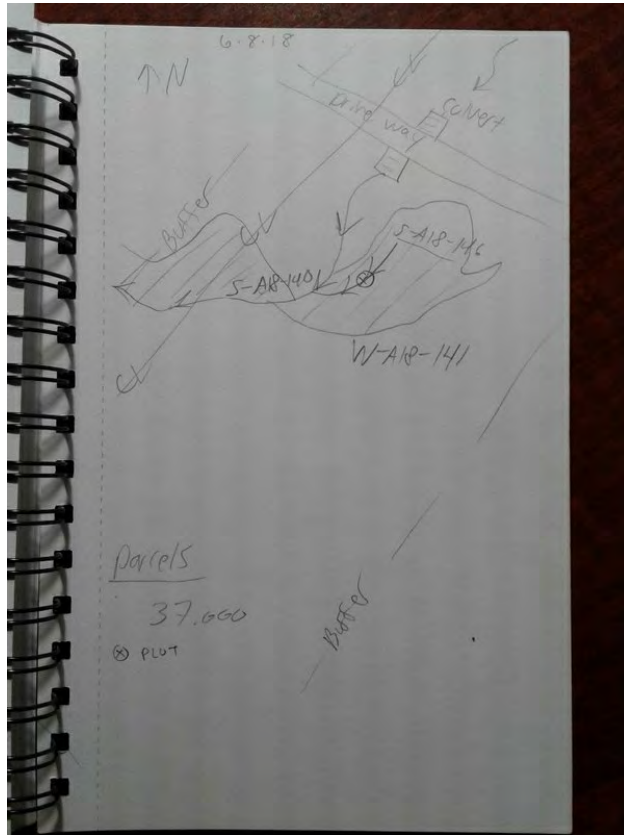 6.8.18
↑N
Drive way
Culvert
Buffer
S-A18-146
S-A18-140
W-A18-141
Parcels
37.000
⊗ PLOT
Buffer